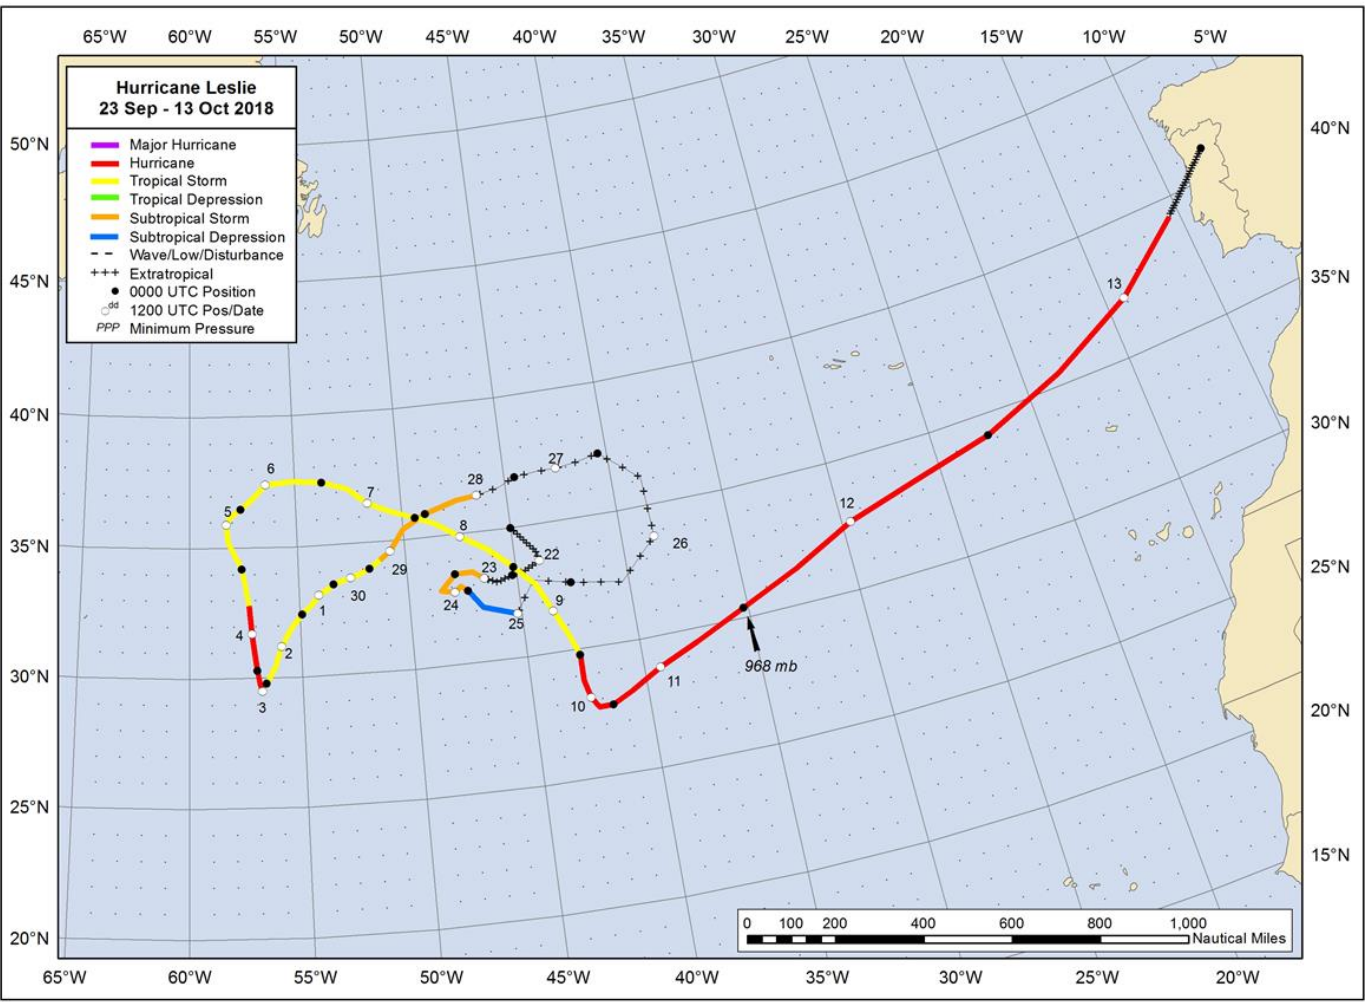 65°W 60°W 55°W 50°W 45°W 40°W 35°W 30°W 25°W 20°W 15°W 10°W 5°W
Hurricane Leslie
23 Sep - 13 Oct 2018
Major Hurricane
Hurricane
Tropical Storm
Tropical Depression
Subtropical Storm
Subtropical Depression
Wave/Low/Disturbance
Extratropical
0000 UTC Position
dd 1200 UTC Pos/Date
PPP Minimum Pressure
50°N
45°N
40°N
35°N
30°N
25°N
20°N
40°N
35°N
30°N
25°N
20°N
15°N
13
12
11
10
9
8
7
6
5
4
3
2
1
30
29
28
27
26
25
24
23
22
968 mb
0 100 200 400 600 800 1,000
Nautical Miles
65°W 60°W 55°W 50°W 45°W 40°W 35°W 30°W 25°W 20°W